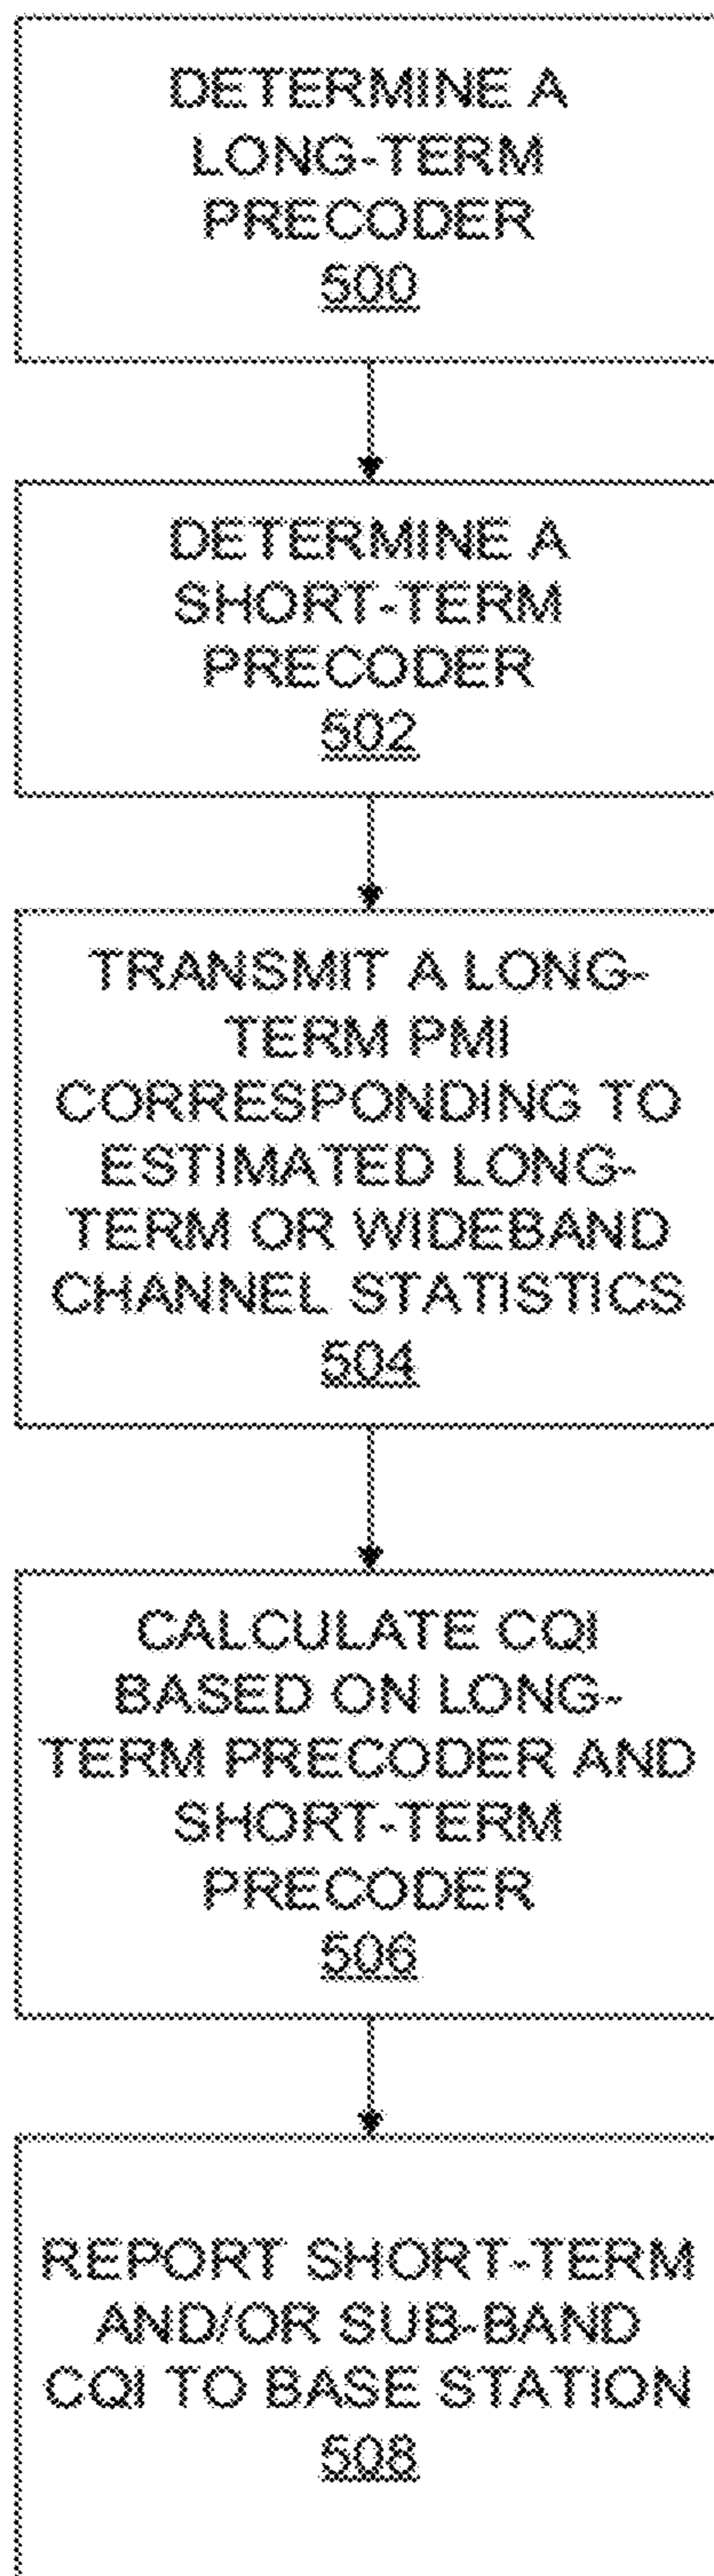 DETERMINE A
LONG-TERM
PRECODER
500
DETERMINE A
SHORT-TERM
PRECODER
502
TRANSMIT A LONG-
TERM PMI
CORRESPONDING TO
ESTIMATED LONG-
TERM OR WIDEBAND
CHANNEL STATISTICS
504
CALCULATE CQI
BASED ON LONG-
TERM PRECODER AND
SHORT-TERM
PRECODER
506
REPORT SHORT-TERM
AND/OR SUB-BAND
CQI TO BASE STATION
508